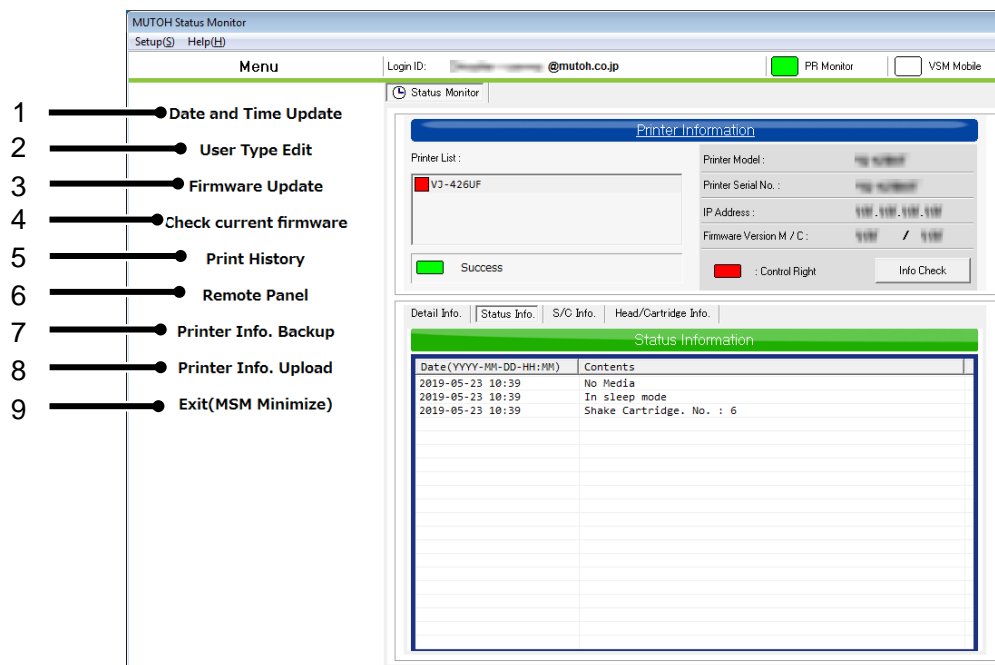 MUTOH Status Monitor
Setup(S) Help(H)
Menu
Login ID: @mutoh.co.jp
PR Monitor
VSM Mobile
Status Monitor
1 Date and Time Update
2 User Type Edit
3 Firmware Update
4 Check current firmware
5 Print History
6 Remote Panel
7 Printer Info. Backup
8 Printer Info. Upload
9 Exit(MSM Minimize)
Printer Information
Printer List :
VJ-426UF
Success
Printer Model :
Printer Serial No. :
IP Address :
Firmware Version M / C : /
: Control Right
Info Check
Detail Info. Status Info. S/C Info. Head/Cartridge Info.
Status Information
Date(YYYY-MM-DD-HH:MM) Contents
2019-05-23 10:39 No Media
2019-05-23 10:39 In sleep mode
2019-05-23 10:39 Shake Cartridge. No. : 6